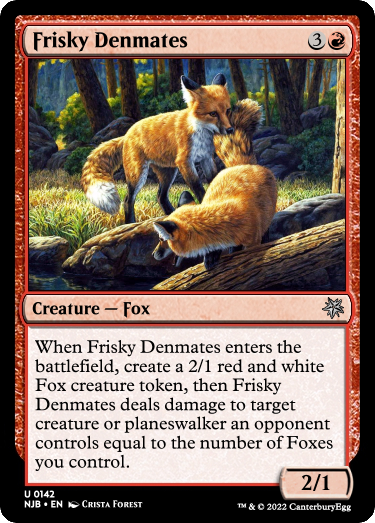 Frisky Denmates 3
Creature — Fox
When Frisky Denmates enters the
battlefield, create a 2/1 red and white
Fox creature token, then Frisky
Denmates deals damage to target
creature or planeswalker an opponent
controls equal to the number of Foxes
you control.
2/1
U 0142
NJB • EN Crista Forest
™ & © 2022 CanterburyEgg